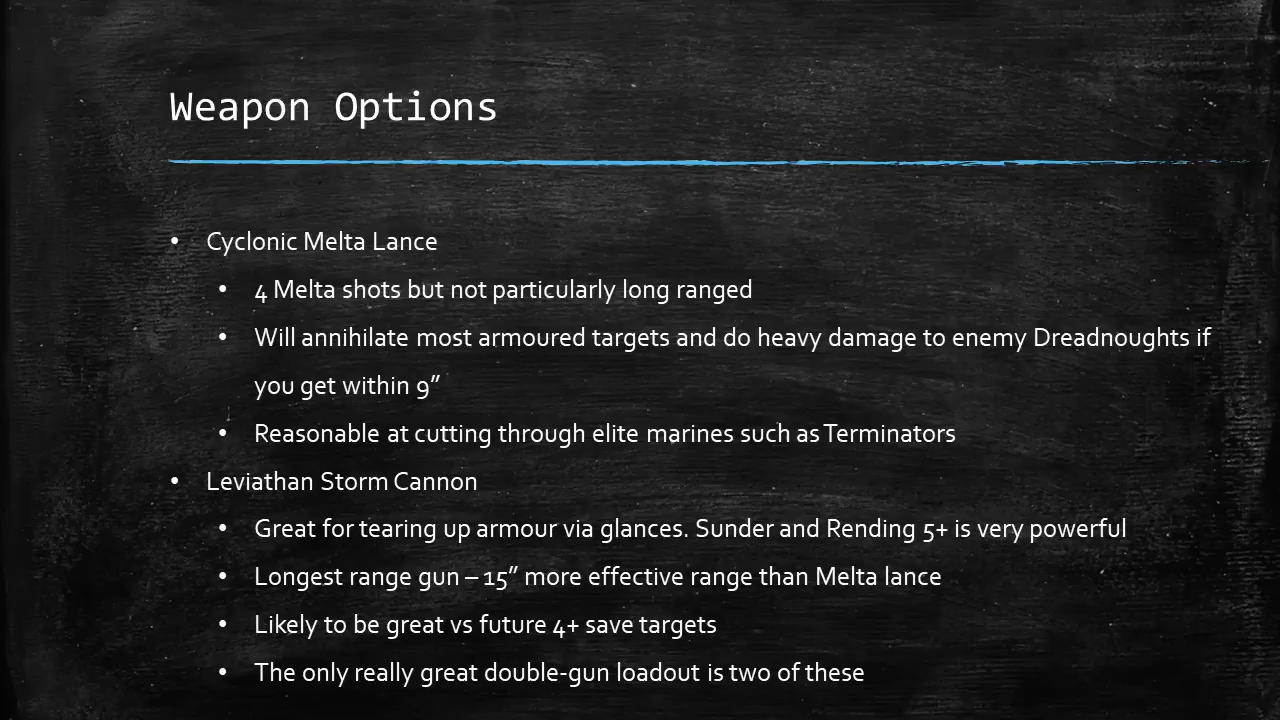 Weapon Options
• Cyclonic Melta Lance
• 4 Melta shots but not particularly long ranged
• Will annihilate most armoured targets and do heavy damage to enemy Dreadnoughts if
you get within 9”
• Reasonable at cutting through elite marines such as Terminators
• Leviathan Storm Cannon
• Great for tearing up armour via glances. Sunder and Rending 5+ is very powerful
• Longest range gun – 15” more effective range than Melta lance
• Likely to be great vs future 4+ save targets
• The only really great double-gun loadout is two of these